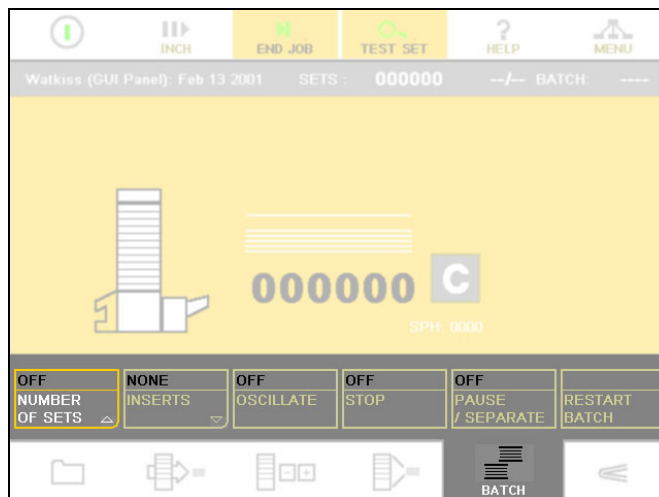 INCH
END JOB
TEST SET
?
HELP
MENU
Watkiss (GUI Panel): Feb 13 2001 SETS : 000000 --/-- BATCH: ----
000000 C
SPH: 0000
OFF
NUMBER
OF SETS
NONE
INSERTS
OFF
OSCILLATE
OFF
STOP
OFF
PAUSE
/ SEPARATE
RESTART
BATCH
BATCH